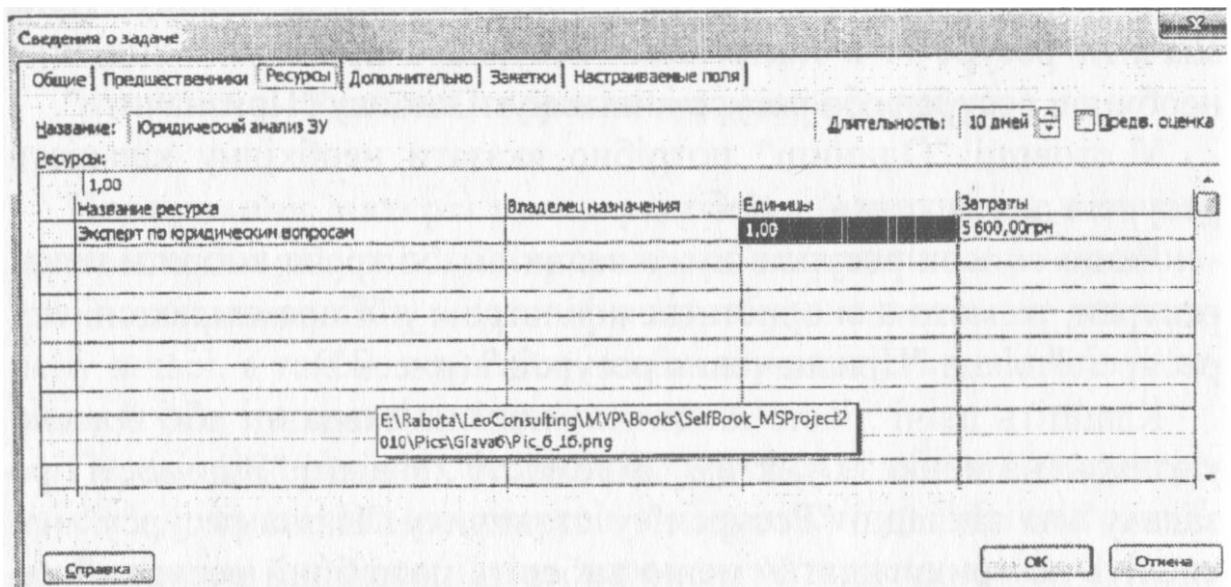 Сведения о задаче
Общие Предшественники Ресурсы Дополнительно Заметки Настраиваемые поля
Название: Юридический анализ ЗУ Длительность: 10 дней Предв. оценка
Ресурсы:
1,00
Название ресурса Владелец назначения Единицы Затраты
Эксперт по юридическим вопросам 1,00 5 600,00грн
E:\Rabota\LeoConsulting\MVP\Books\SelfBook_MSProject2
010\Pics\Glava6\Pic_6_16.png
Справка ОК Отмена